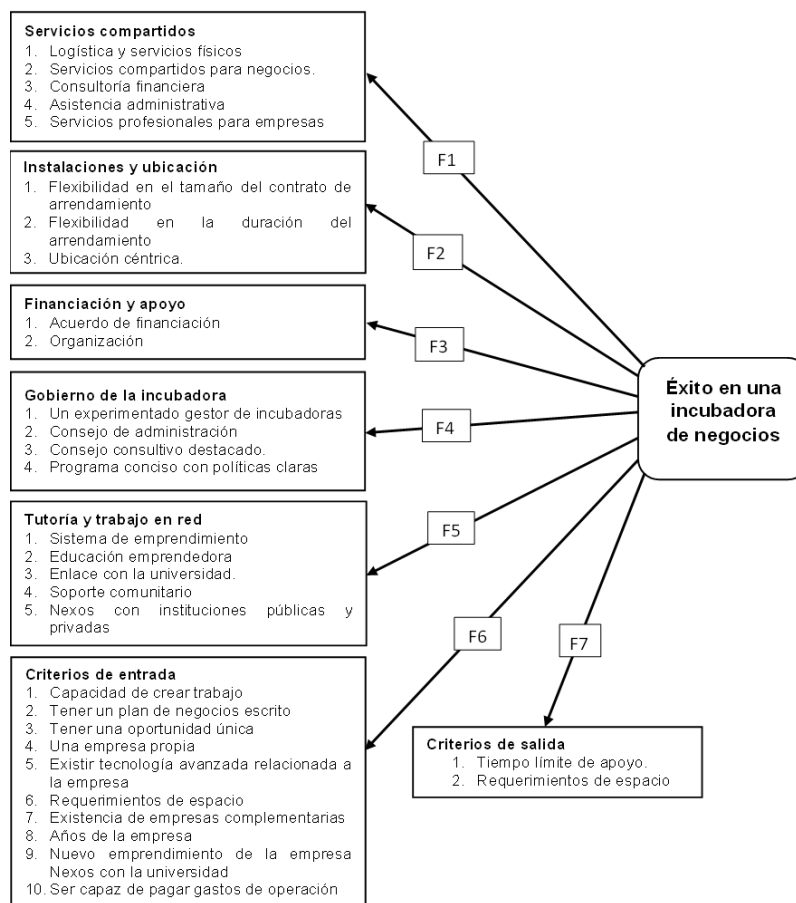 Servicios compartidos
1. Logística y servicios físicos
2. Servicios compartidos para negocios.
3. Consultoría financiera
4. Asistencia administrativa
5. Servicios profesionales para empresas
F1
Instalaciones y ubicación
1. Flexibilidad en el tamaño del contrato de
arrendamiento
2. Flexibilidad en la duración del
arrendamiento
3. Ubicación céntrica.
F2
Financiación y apoyo
1. Acuerdo de financiación
2. Organización
F3
Gobierno de la incubadora
1. Un experimentado gestor de incubadoras
2. Consejo de administración
3. Consejo consultivo destacado.
4. Programa conciso con políticas claras
F4
Éxito en una
incubadora
de negocios
Tutoría y trabajo en red
1. Sistema de emprendimiento
2. Educación emprendedora
3. Enlace con la universidad.
4. Soporte comunitario
5. Nexos con instituciones públicas y
privadas
F5
Criterios de entrada
1. Capacidad de crear trabajo
2. Tener un plan de negocios escrito
3. Tener una oportunidad única
4. Una empresa propia
5. Existir tecnología avanzada relacionada a
la empresa
6. Requerimientos de espacio
7. Existencia de empresas complementarias
8. Años de la empresa
9. Nuevo emprendimiento de la empresa
Nexos con la universidad
10. Ser capaz de pagar gastos de operación
F6
F7
Criterios de salida
1. Tiempo límite de apoyo.
2. Requerimientos de espacio